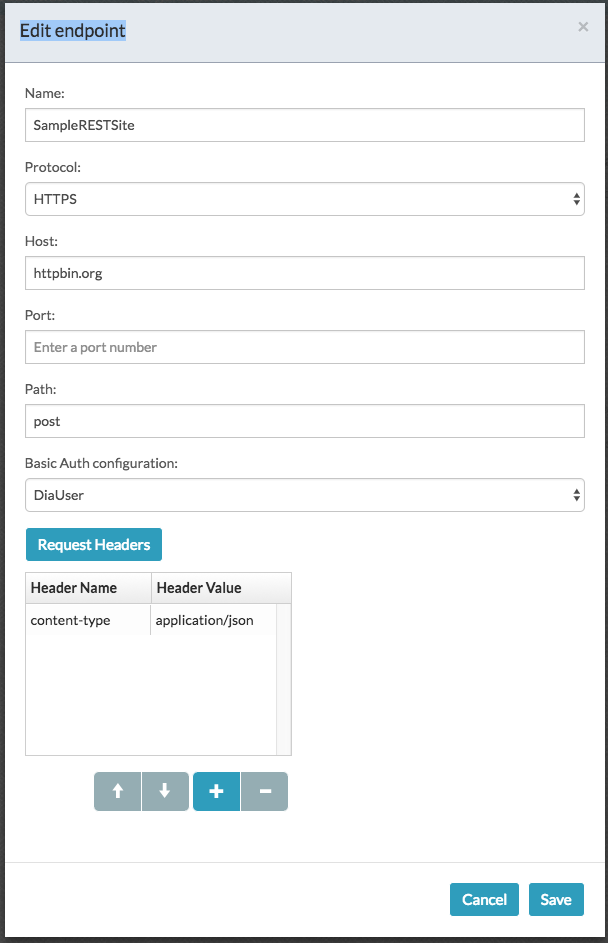 Edit endpoint
×
Name:
SampleRESTSite
Protocol:
HTTPS
Host:
httpbin.org
Port:
Enter a port number
Path:
post
Basic Auth configuration:
DiaUser
Request Headers
Header Name Header Value
content-type application/json
Cancel Save